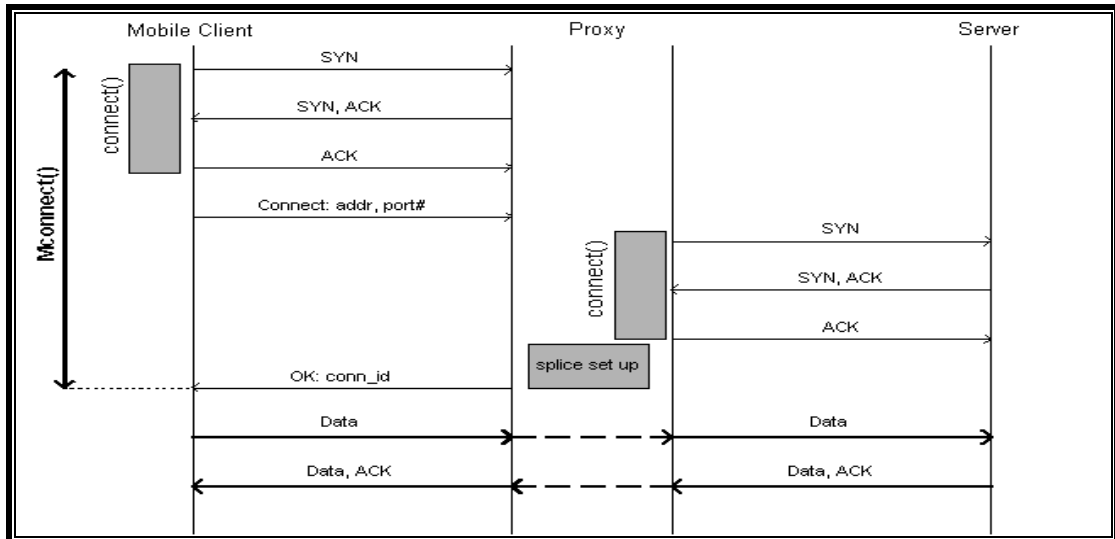 Mobile Client
Proxy
Server
SYN
connect()
SYN, ACK
ACK
Mconnect()
Connect: addr, port#
SYN
connect()
SYN, ACK
ACK
splice set up
OK: conn_id
Data
Data
Data, ACK
Data, ACK